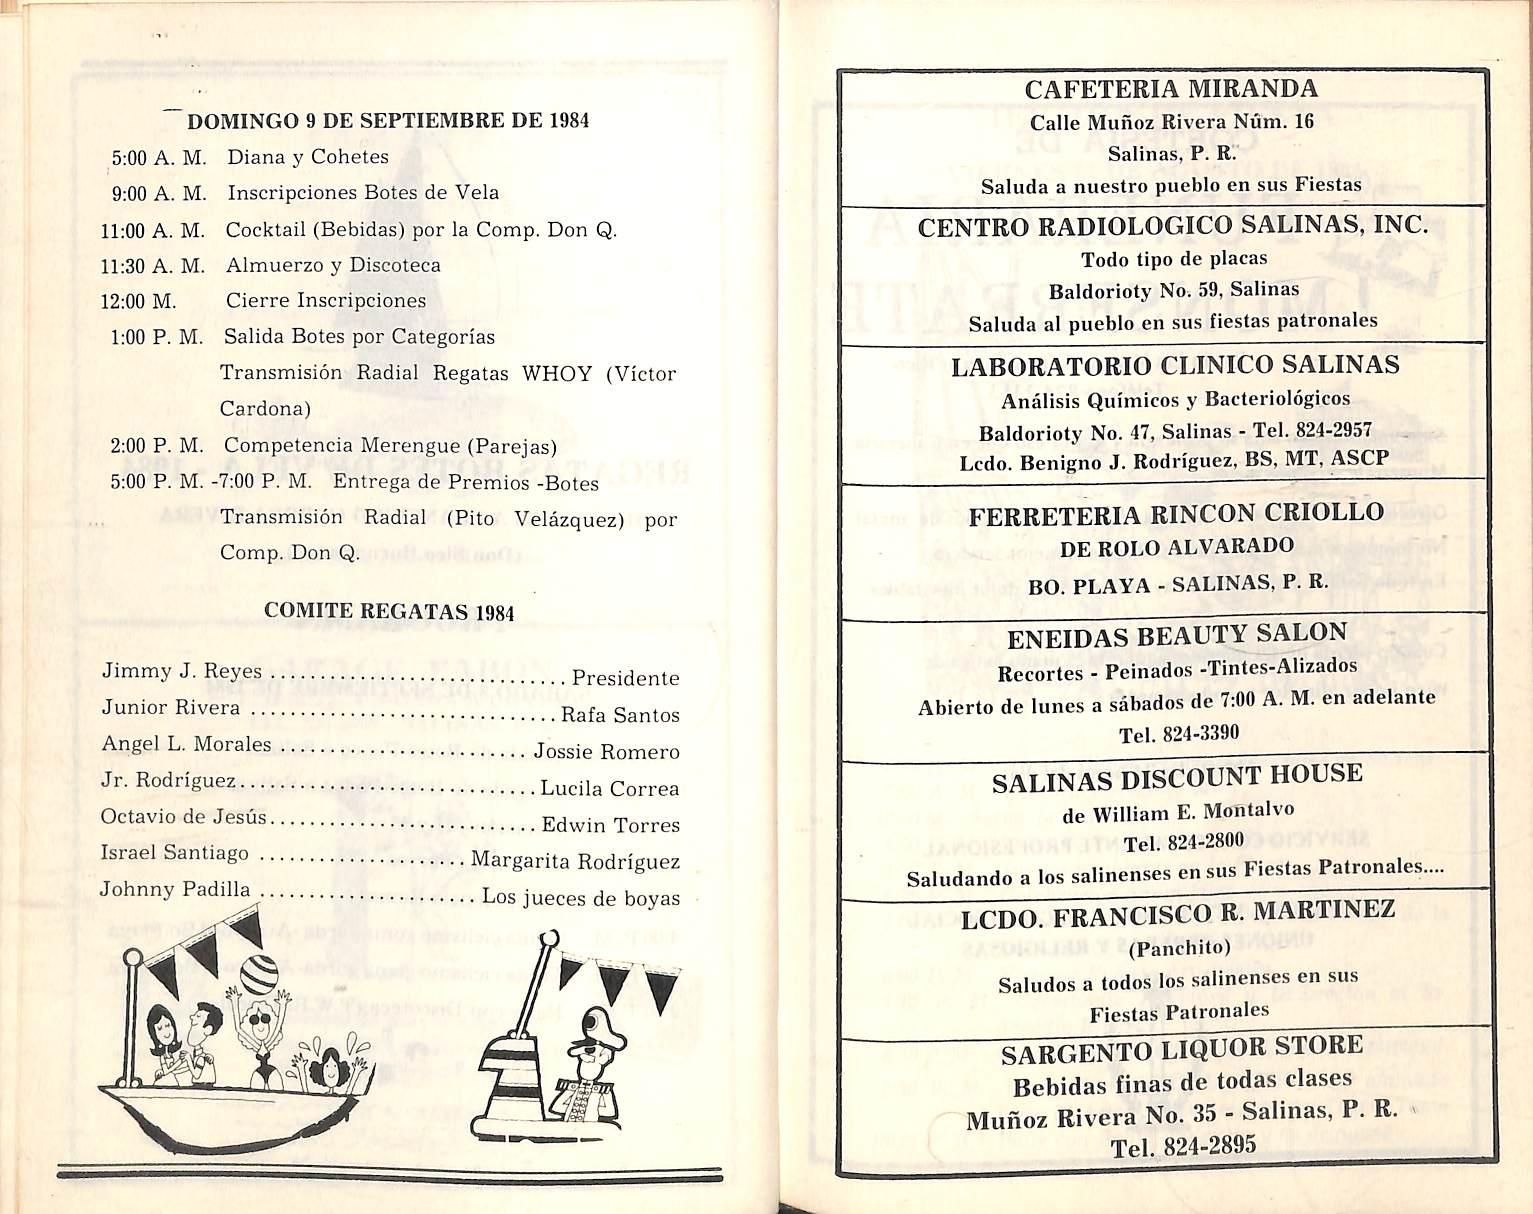 DOMINGO 9 DE SEPTIEMBRE DE 1984
5:00 A. M. Diana y Cohetes
9:00 A. M. Inscripciones Botes de Vela
11:00 A. M. Cocktail (Bebidas) por la Comp. Don Q.
11:30 A. M. Almuerzo y Discoteca
12:00 M. Cierre Inscripciones
1:00 P. M. Salida Botes por Categorías
Transmisión Radial Regatas WHOY (Víctor
Cardona)
2:00 P. M. Competencia Merengue (Parejas)
5:00 P. M. -7:00 P. M. Entrega de Premios -Botes
Transmisión Radial (Pito Velázquez) por
Comp. Don Q.
COMITE REGATAS 1984
Jimmy J. Reyes ................................ Presidente
Junior Rivera ............................... Rafa Santos
Angel L. Morales ......................... Jossie Romero
Jr. Rodríguez.............................. Lucila Correa
Octavio de Jesús........................... Edwin Torres
Israel Santiago ..................... Margarita Rodríguez
Johnny Padilla ...................... Los jueces de boyas
CAFETERIA MIRANDA
Calle Muñoz Rivera Núm. 16
Salinas, P. R.
Saluda a nuestro pueblo en sus Fiestas
CENTRO RADIOLOGICO SALINAS, INC.
Todo tipo de placas
Baldorioty No. 59, Salinas
Saluda al pueblo en sus fiestas patronales
LABORATORIO CLINICO SALINAS
Análisis Químicos y Bacteriológicos
Baldorioty No. 47, Salinas - Tel. 824-2957
Lcdo. Benigno J. Rodríguez, BS, MT, ASCP
FERRETERIA RINCON CRIOLLO
DE ROLO ALVARADO
BO. PLAYA - SALINAS, P. R.
ENEIDAS BEAUTY SALON
Recortes - Peinados -Tintes-Alizados
Abierto de lunes a sábados de 7:00 A. M. en adelante
Tel. 824-3390
SALINAS DISCOUNT HOUSE
de William E. Montalvo
Tel. 824-2800
Saludando a los salinenses en sus Fiestas Patronales....
LCDO. FRANCISCO R. MARTINEZ
(Panchito)
Saludos a todos los salinenses en sus
Fiestas Patronales
SARGENTO LIQUOR STORE
Bebidas finas de todas clases
Muñoz Rivera No. 35 - Salinas, P. R.
Tel. 824-2895